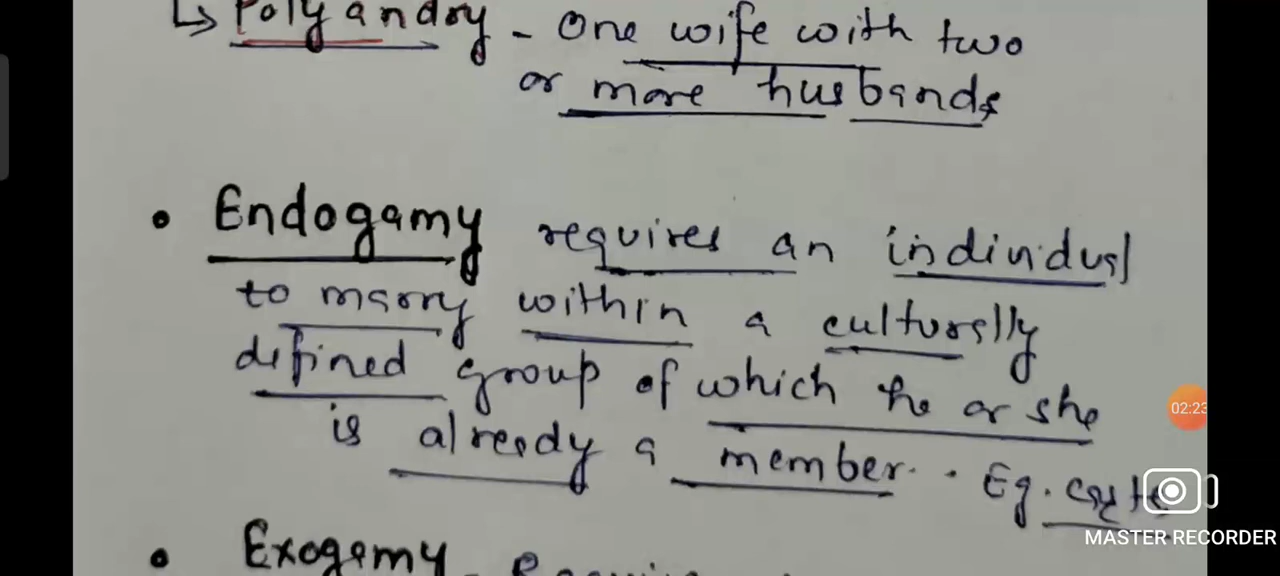 ↳ Polyandry - One wife with two
or more husbands
• Endogamy requires an individual
to marry within a culturally
defined group of which he or she
is already a member. Eg. caste
• Exogamy
02:23
MASTER RECORDER